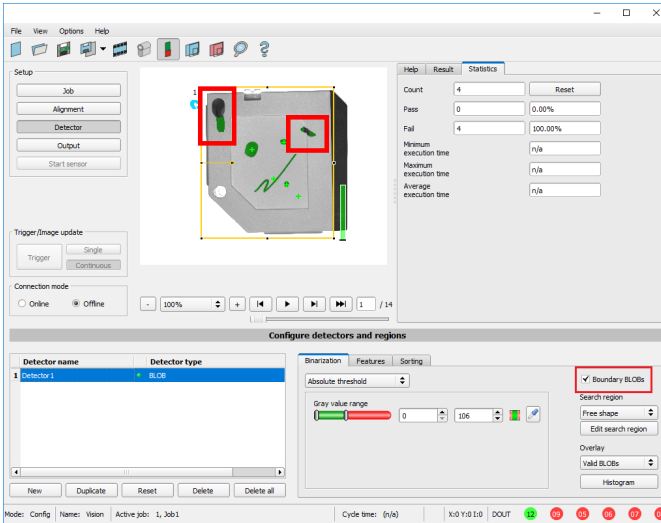 File View Options Help
Setup
Job
Alignment
Detector
Output
Start sensor
Trigger/Image update
Trigger
Single
Continuous
Connection mode
Online Offline
1
- 100% + 1 / 14
Help Result Statistics
Count 4 Reset
Pass 0 0.00%
Fail 4 100.00%
Minimum
execution time n/a
Maximum
execution time n/a
Average
execution time n/a
Configure detectors and regions
Detector name Detector type
1 Detector1 BLOB
New Duplicate Reset Delete Delete all
Binarization Features Sorting
Absolute threshold
Gray value range
0 106
Boundary BLOBs
Search region
Free shape
Edit search region
Overlay
Valid BLOBs
Histogram
Mode: Config Name: Vision Active job: 1, Job1 Cycle time: (n/a) X:0 Y:0 I:0 DOUT 12 09 05 06 07